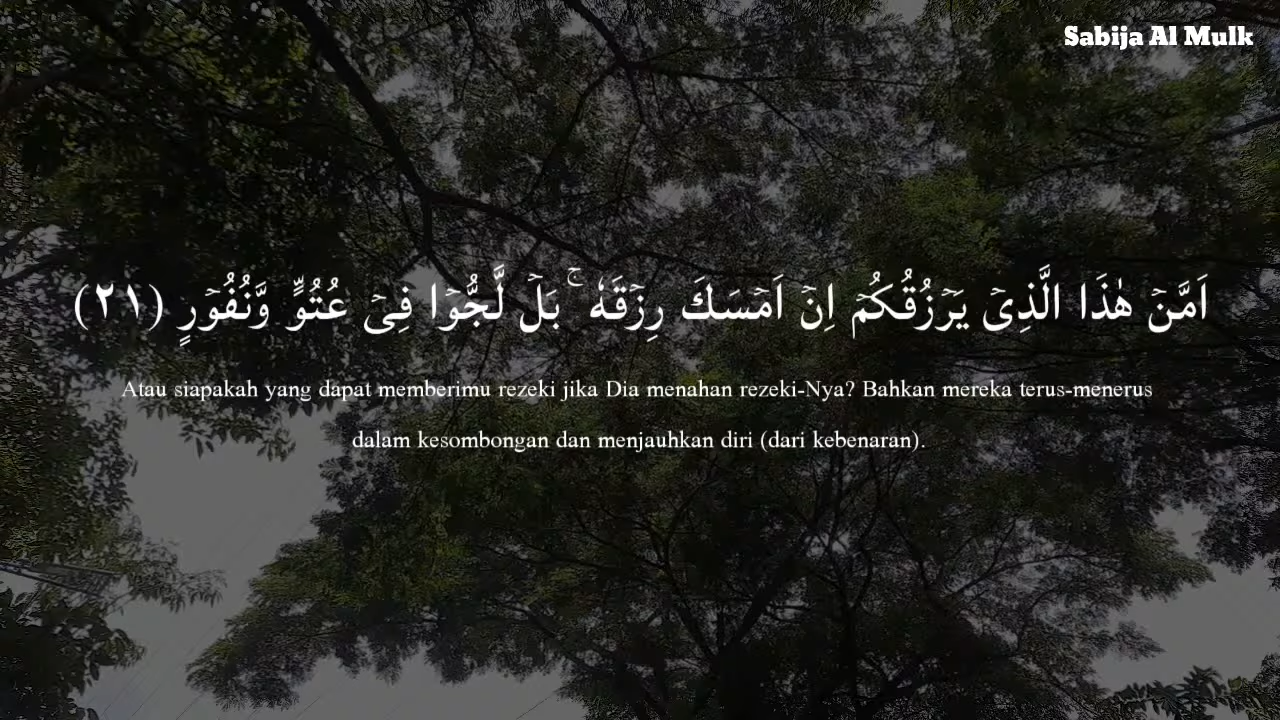 Sabija Al Mulk
اَمَّنْ هٰذَا الَّذِىْ يَرْزُقُكُمْ اِنْ اَمْسَكَ رِزْقَهٗ ۚ بَلْ لَّجُّوْا فِىْ عُتُوٍّ وَّنُفُوْرٍ (٢١)
Atau siapakah yang dapat memberimu rezeki jika Dia menahan rezeki-Nya? Bahkan mereka terus-menerus
dalam kesombongan dan menjauhkan diri (dari kebenaran).